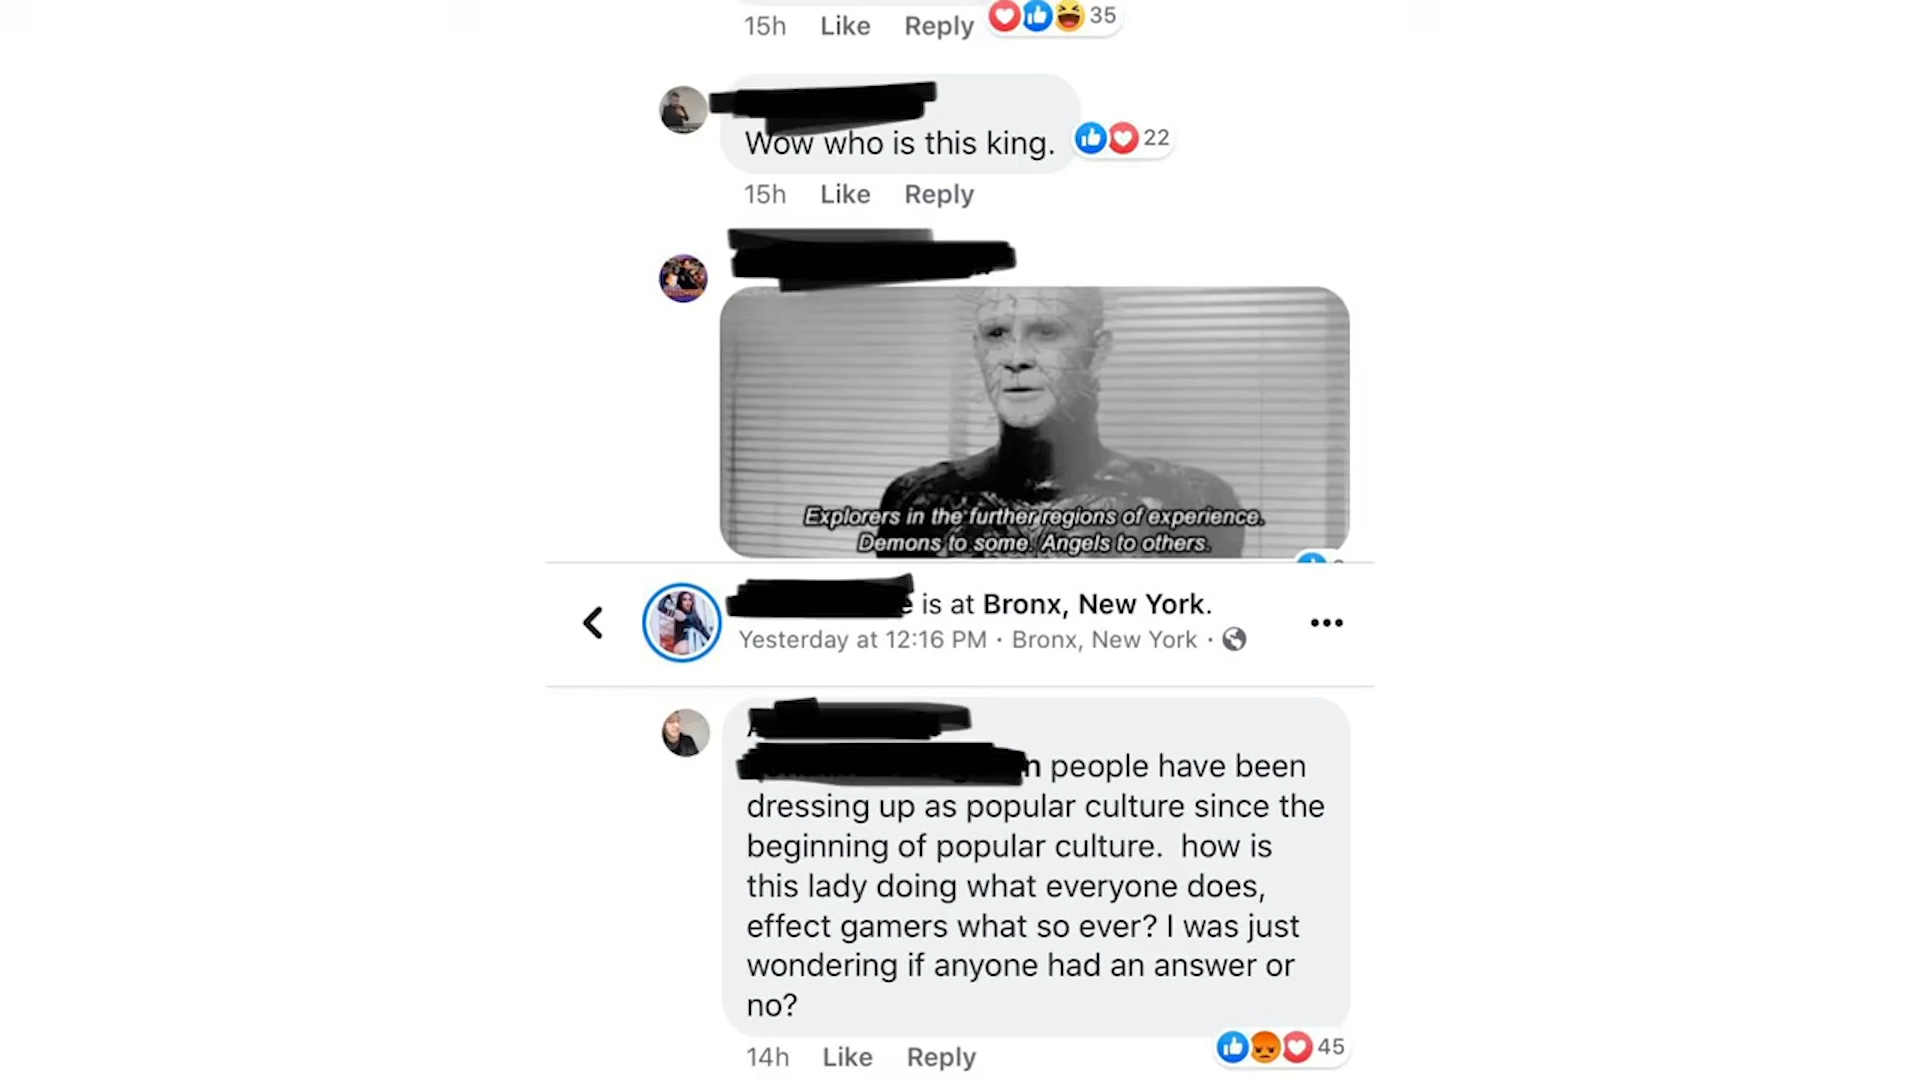 15h Like Reply 35
Wow who is this king. 22
15h Like Reply
Explorers in the further regions of experience.
Demons to some. Angels to others.
is at Bronx, New York.
Yesterday at 12:16 PM · Bronx, New York ·
people have been
dressing up as popular culture since the
beginning of popular culture. how is
this lady doing what everyone does,
effect gamers what so ever? I was just
wondering if anyone had an answer or
no?
45
14h Like Reply